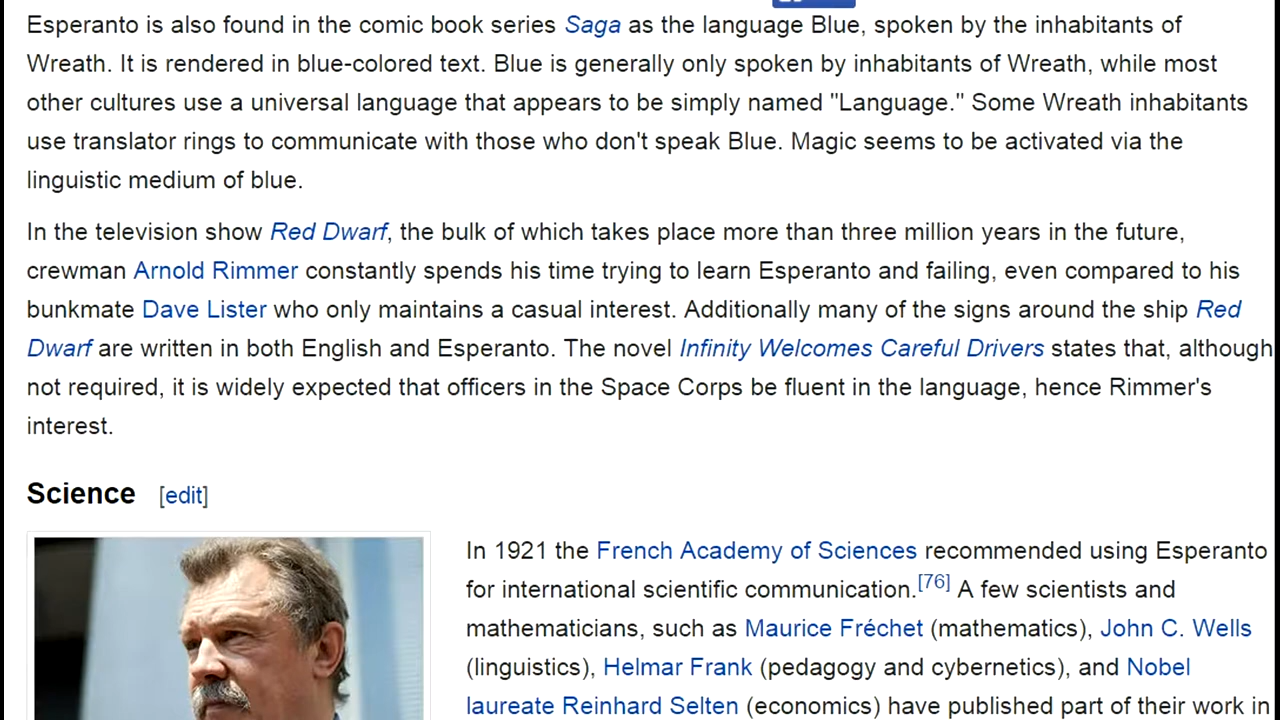 Esperanto is also found in the comic book series Saga as the language Blue, spoken by the inhabitants of
Wreath. It is rendered in blue-colored text. Blue is generally only spoken by inhabitants of Wreath, while most
other cultures use a universal language that appears to be simply named "Language." Some Wreath inhabitants
use translator rings to communicate with those who don't speak Blue. Magic seems to be activated via the
linguistic medium of blue.
In the television show Red Dwarf, the bulk of which takes place more than three million years in the future,
crewman Arnold Rimmer constantly spends his time trying to learn Esperanto and failing, even compared to his
bunkmate Dave Lister who only maintains a casual interest. Additionally many of the signs around the ship Red
Dwarf are written in both English and Esperanto. The novel Infinity Welcomes Careful Drivers states that, although
not required, it is widely expected that officers in the Space Corps be fluent in the language, hence Rimmer's
interest.
Science [edit]
In 1921 the French Academy of Sciences recommended using Esperanto
for international scientific communication.[76] A few scientists and
mathematicians, such as Maurice Fréchet (mathematics), John C. Wells
(linguistics), Helmar Frank (pedagogy and cybernetics), and Nobel
laureate Reinhard Selten (economics) have published part of their work in